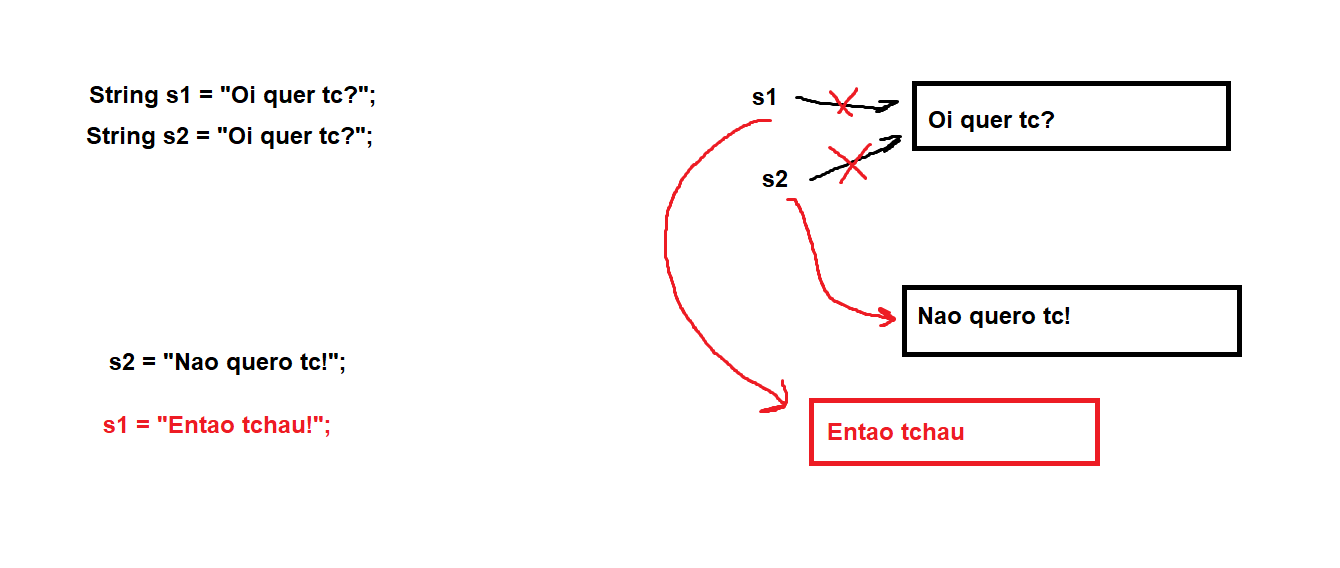 String s1 = "Oi quer tc?";
String s2 = "Oi quer tc?";
s1
Oi quer tc?
s2
Nao quero tc!
s2 = "Nao quero tc!";
s1 = "Entao tchau!";
Entao tchau